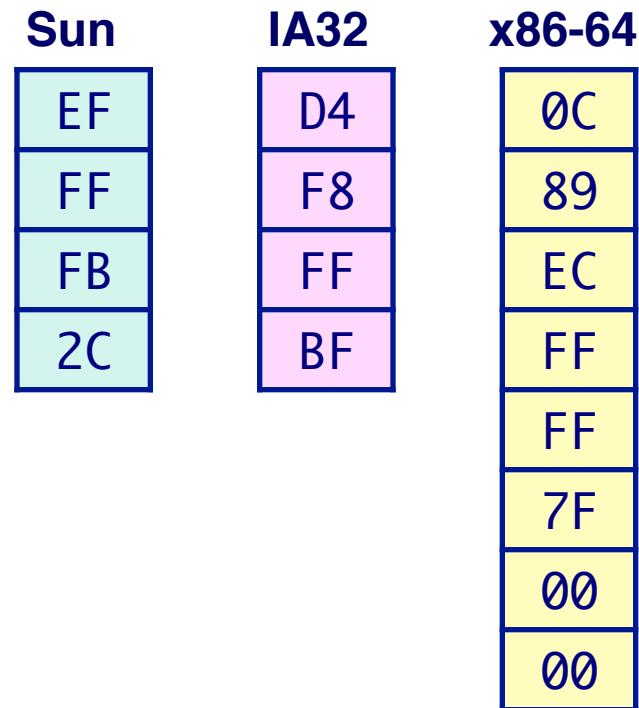 Sun IA32 x86-64
EF D4 0C
FF F8 89
FB FF EC
2C BF FF
FF
7F
00
00